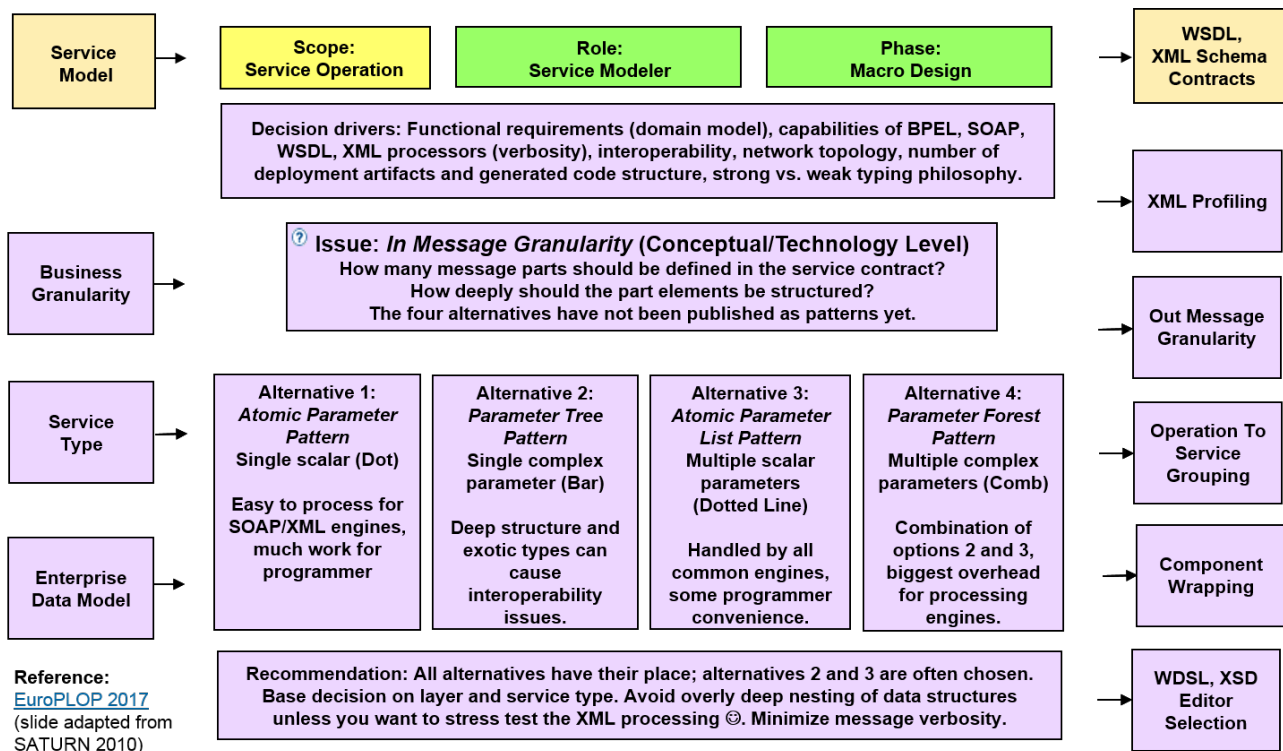 Service
Model
Scope:
Service Operation
Role:
Service Modeler
Phase:
Macro Design
WSDL,
XML Schema
Contracts
Decision drivers: Functional requirements (domain model), capabilities of BPEL, SOAP,
WSDL, XML processors (verbosity), interoperability, network topology, number of
deployment artifacts and generated code structure, strong vs. weak typing philosophy.
XML Profiling
Business
Granularity
? Issue: In Message Granularity (Conceptual/Technology Level)
How many message parts should be defined in the service contract?
How deeply should the part elements be structured?
The four alternatives have not been published as patterns yet.
Out Message
Granularity
Service
Type
Alternative 1:
Atomic Parameter
Pattern
Single scalar (Dot)
Easy to process for
SOAP/XML engines,
much work for
programmer
Alternative 2:
Parameter Tree
Pattern
Single complex
parameter (Bar)
Deep structure and
exotic types can
cause
interoperability
issues.
Alternative 3:
Atomic Parameter
List Pattern
Multiple scalar
parameters
(Dotted Line)
Handled by all
common engines,
some programmer
convenience.
Alternative 4:
Parameter Forest
Pattern
Multiple complex
parameters (Comb)
Combination of
options 2 and 3,
biggest overhead
for processing
engines.
Operation To
Service
Grouping
Enterprise
Data Model
Component
Wrapping
Reference:
EuroPLOP 2017
(slide adapted from
SATURN 2010)
Recommendation: All alternatives have their place; alternatives 2 and 3 are often chosen.
Base decision on layer and service type. Avoid overly deep nesting of data structures
unless you want to stress test the XML processing ☺. Minimize message verbosity.
WDSL, XSD
Editor
Selection